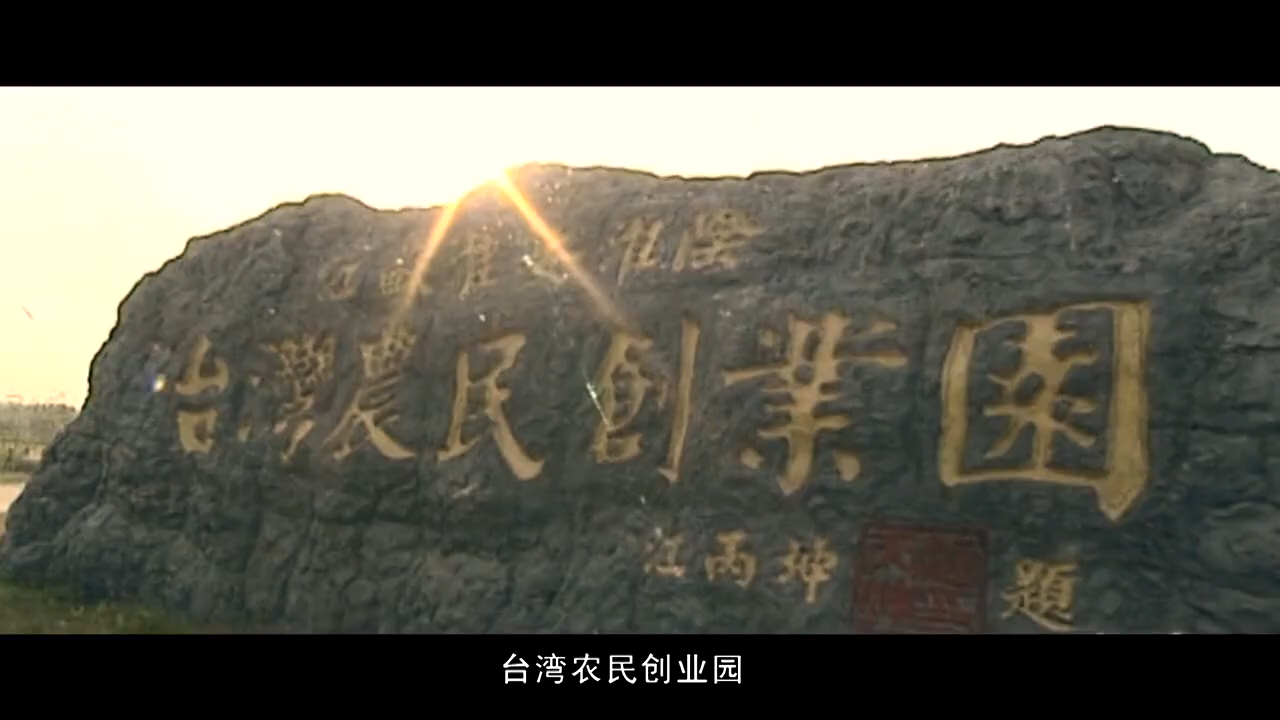 台灣農民創業園
江丙坤 題
台湾农民创业园